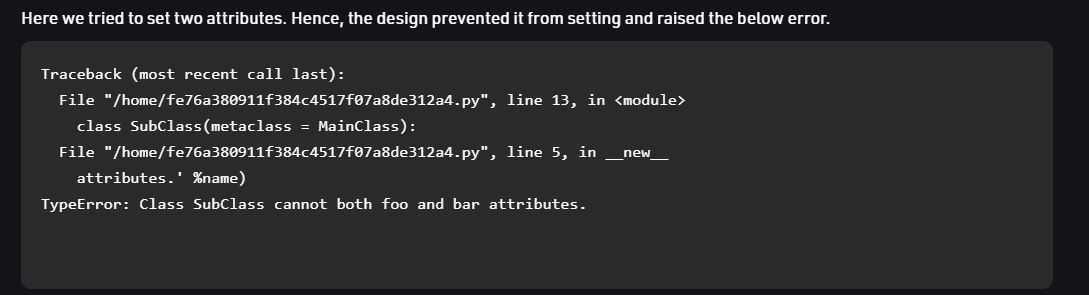 Here we tried to set two attributes. Hence, the design prevented it from setting and raised the below error.
Traceback (most recent call last):
  File "/home/fe76a380911f384c4517f07a8de312a4.py", line 13, in <module>
    class SubClass(metaclass = MainClass):
  File "/home/fe76a380911f384c4517f07a8de312a4.py", line 5, in __new__
    attributes.' %name)
TypeError: Class SubClass cannot both foo and bar attributes.